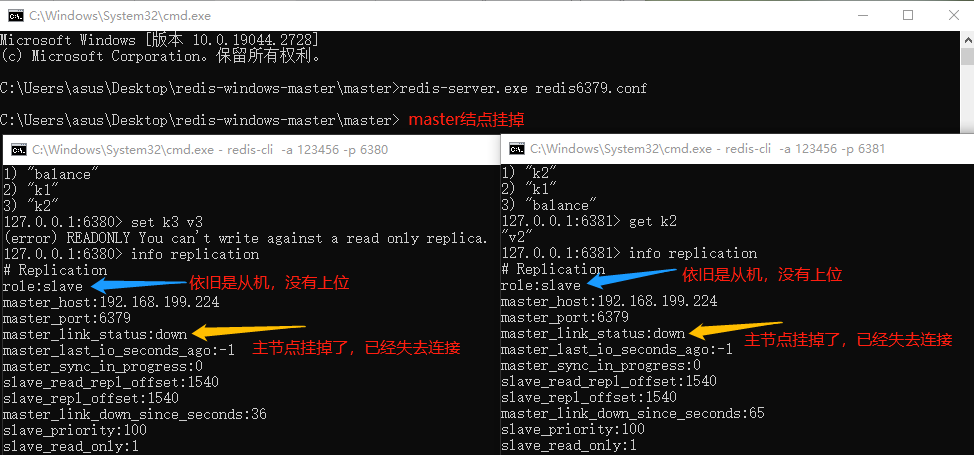 C:\Windows\System32\cmd.exe
Microsoft Windows [版本 10.0.19044.2728]
(c) Microsoft Corporation。保留所有权利。
C:\Users\asus\Desktop\redis-windows-master\master>redis-server.exe redis6379.conf
C:\Users\asus\Desktop\redis-windows-master\master> master结点挂掉
C:\Windows\System32\cmd.exe - redis-cli -a 123456 -p 6380
1) "balance"
2) "k1"
3) "k2"
127.0.0.1:6380> set k3 v3
(error) READONLY You can't write against a read only replica.
127.0.0.1:6380> info replication
# Replication
role:slave 依旧是从机，没有上位
master_host:192.168.199.224
master_port:6379
master_link_status:down
master_last_io_seconds_ago:-1 主节点挂掉了，已经失去连接
master_sync_in_progress:0
slave_read_repl_offset:1540
slave_repl_offset:1540
master_link_down_since_seconds:36
slave_priority:100
slave_read_only:1
C:\Windows\System32\cmd.exe - redis-cli -a 123456 -p 6381
1) "k2"
2) "k1"
3) "balance"
127.0.0.1:6381> get k2
"v2"
127.0.0.1:6381> info replication
# Replication
role:slave 依旧是从机，没有上位
master_host:192.168.199.224
master_port:6379
master_link_status:down
master_last_io_seconds_ago:-1 主节点挂掉了，已经失去连接
master_sync_in_progress:0
slave_read_repl_offset:1540
slave_repl_offset:1540
master_link_down_since_seconds:65
slave_priority:100
slave_read_only:1